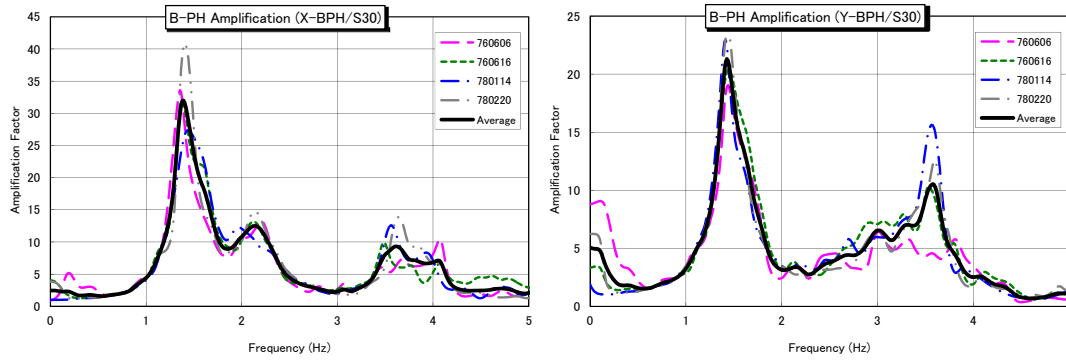 B-PH Amplification (X-BPH/S30)
45
40
35
30
25
20
15
10
5
0
Amplification Factor
760606
760616
780114
780220
Average
0 1 2 3 4 5
Frequency (Hz)
B-PH Amplification (Y-BPH/S30)
25
20
15
10
5
0
Amplification Factor
760606
760616
780114
780220
Average
0 1 2 3 4
Frequency (Hz)